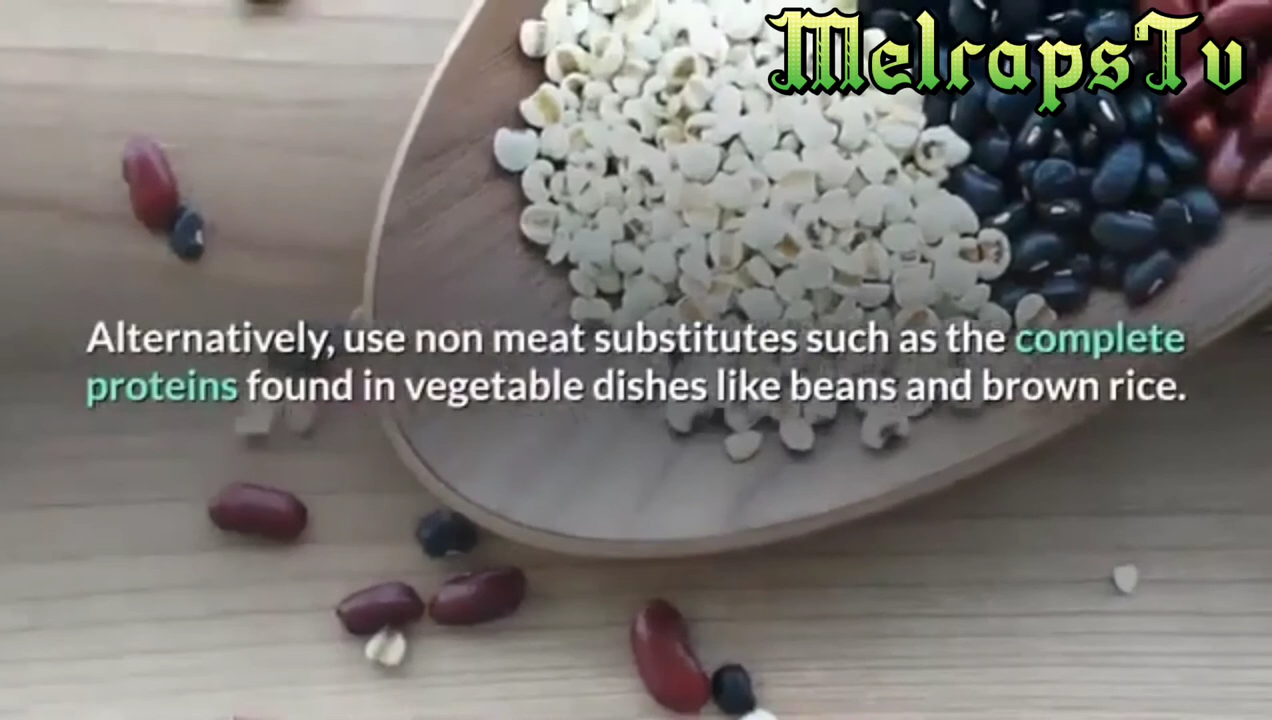 MelrapsTv
Alternatively, use non meat substitutes such as the complete
proteins found in vegetable dishes like beans and brown rice.